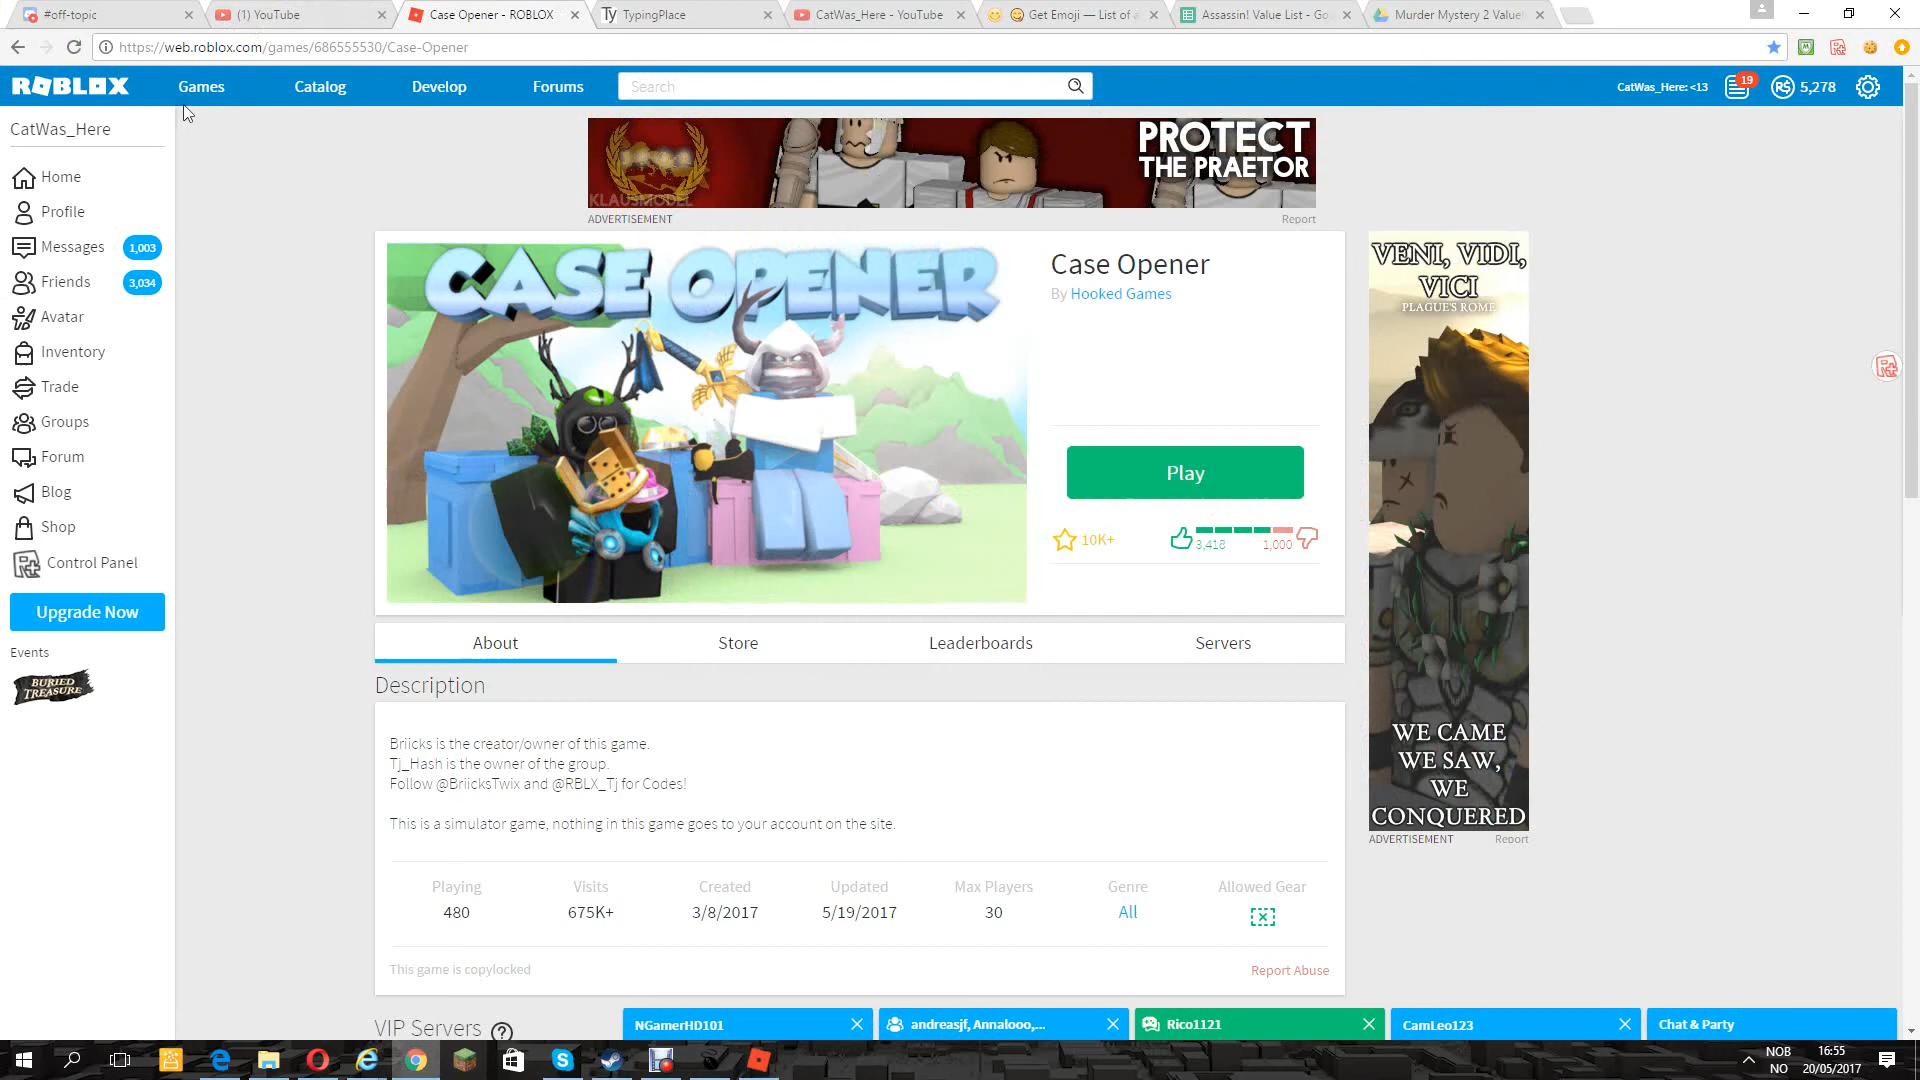 #off-topic
(1) YouTube
Case Opener - ROBLOX
TypingPlace
CatWas_Here - YouTube
Get Emoji — List of a
Assassin! Value List - Go
Murder Mystery 2 Value
https://web.roblox.com/games/686555530/Case-Opener
ROBLOX
Games
Catalog
Develop
Forums
Search
CatWas_Here: <13
19
R$ 5,278
CatWas_Here
Home
Profile
Messages 1,003
Friends 3,034
Avatar
Inventory
Trade
Groups
Forum
Blog
Shop
Control Panel
Upgrade Now
Events
BURIED
TREASURE
PROTECT
THE PRAETOR
KLAUSMODEL
ADVERTISEMENT
Report
CASE OPENER
Case Opener
By Hooked Games
Play
10K+
3,418
1,000
VENI, VIDI,
VICI
PLAGUE'S ROME
WE CAME
WE SAW,
WE
CONQUERED
ADVERTISEMENT
Report
About
Store
Leaderboards
Servers
Description
Briicks is the creator/owner of this game.
Tj_Hash is the owner of the group.
Follow @BriicksTwix and @RBLX_Tj for Codes!
This is a simulator game, nothing in this game goes to your account on the site.
Playing
Visits
Created
Updated
Max Players
Genre
Allowed Gear
480
675K+
3/8/2017
5/19/2017
30
All
This game is copylocked
Report Abuse
VIP Servers
NGamerHD101
andreasjf, Annalooo,...
Rico1121
CamLeo123
Chat & Party
NOB
NO
16:55
20/05/2017